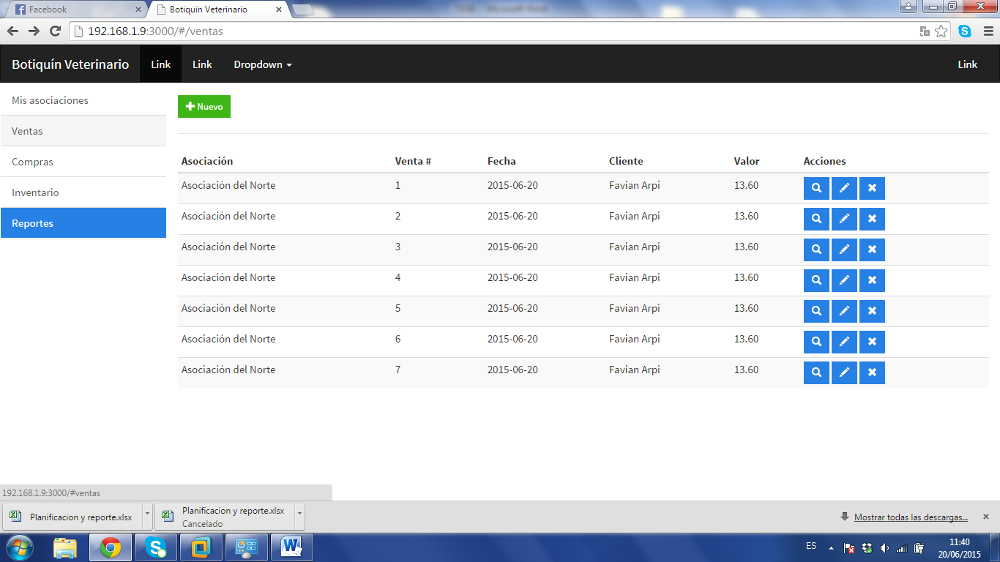 Facebook
Botiquín Veterinario
192.168.1.9:3000/#/ventas
Botiquín Veterinario Link Link Dropdown Link
Mis asociaciones
Ventas
Compras
Inventario
Reportes
Nuevo
Asociación Venta # Fecha Cliente Valor Acciones
Asociación del Norte 1 2015-06-20 Favian Arpi 13.60
Asociación del Norte 2 2015-06-20 Favian Arpi 13.60
Asociación del Norte 3 2015-06-20 Favian Arpi 13.60
Asociación del Norte 4 2015-06-20 Favian Arpi 13.60
Asociación del Norte 5 2015-06-20 Favian Arpi 13.60
Asociación del Norte 6 2015-06-20 Favian Arpi 13.60
Asociación del Norte 7 2015-06-20 Favian Arpi 13.60
192.168.1.9:3000/#ventas
Planificacion y reporte.xlsx
Planificacion y reporte.xlsx
Cancelado
Mostrar todas las descargas...
ES
11:40
20/06/2015